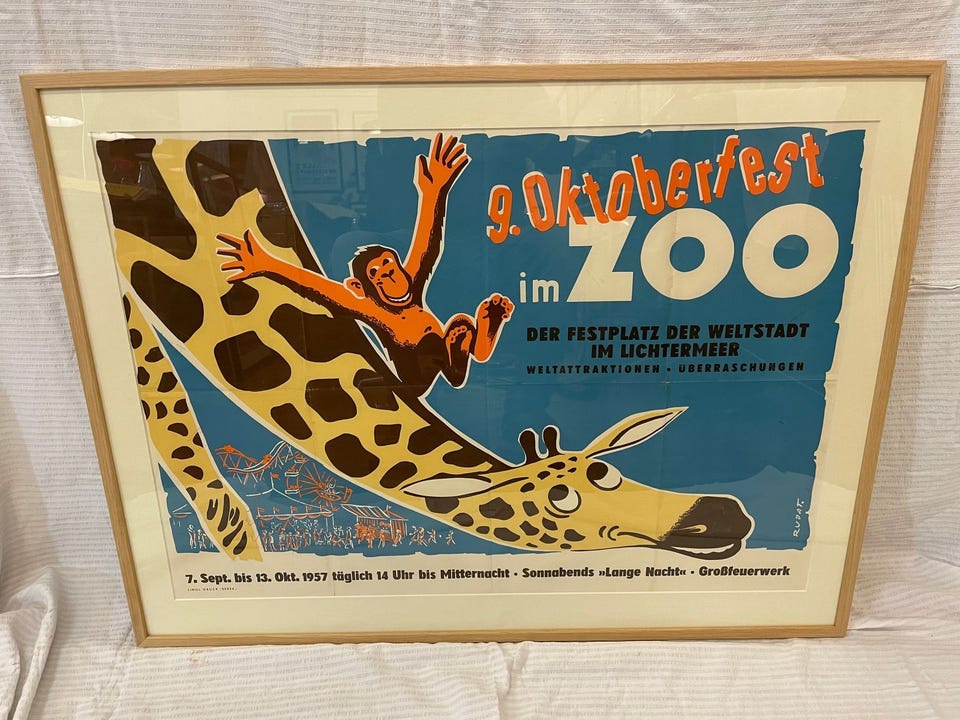 9. Oktoberfest
im ZOO
DER FESTPLATZ DER WELTSTADT
IM LICHTERMEER
WELTATTRAKTIONEN · ÜBERRASCHUNGEN
RUDAT.
7. Sept. bis 13. Okt. 1957 täglich 14 Uhr bis Mitternacht · Sonnabends »Lange Nacht« · Großfeuerwerk